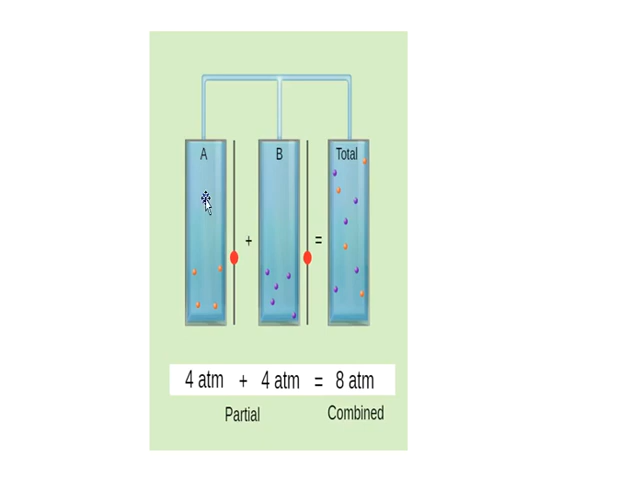 A B Total
+ =
4 atm + 4 atm = 8 atm
Partial Combined